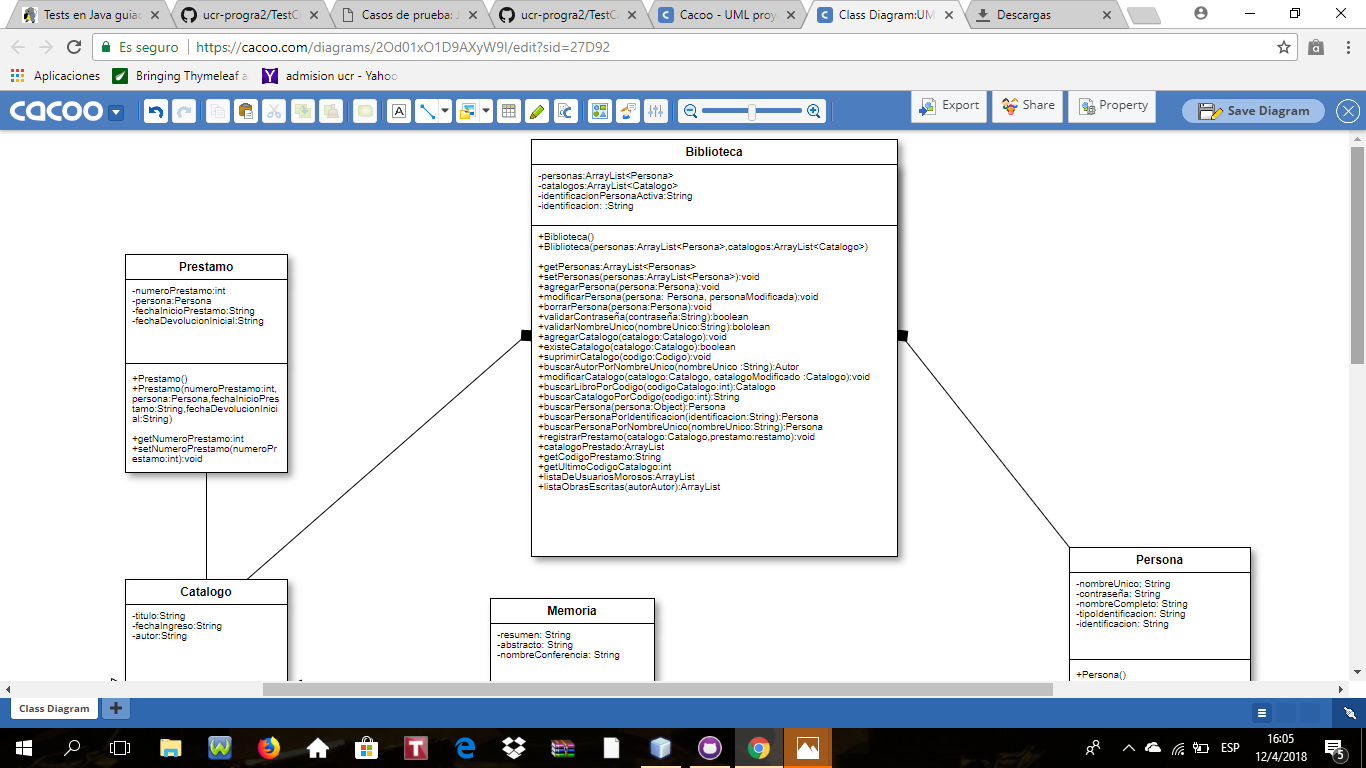 Tests en Java guiad
ucr-progra2/TestCa
Casos de prueba: J
ucr-progra2/TestCa
Cacoo - UML proy
Class Diagram:UM
Descargas
Es seguro
https://cacoo.com/diagrams/2Od01xO1D9AXyW9I/edit?sid=27D92
Aplicaciones
Bringing Thymeleaf a
admision ucr - Yahoo
cacoo
Export
Share
Property
Save Diagram
Biblioteca
-personas:ArrayList<Persona>
-catalogos:ArrayList<Catalogo>
-identificacionPersonaActiva:String
-identificacion: :String
+Biblioteca()
+Bliblioteca(personas:ArrayList<Persona>,catalogos:ArrayList<Catalogo>)
+getPersonas:ArrayList<Personas>
+setPersonas(personas:ArrayList<Persona>):void
+agregarPersona(persona:Persona):void
+modificarPersona(persona: Persona, personaModificada):void
+borrarPersona(persona:Persona):void
+validarContraseña(contraseña:String):boolean
+validarNombreUnico(nombreUnico:String):bololean
+agregarCatalogo(catalogo:Catalogo):void
+existeCatalogo(catalogo:Catalogo):boolean
+suprimirCatalogo(codigo:Codigo):void
+buscarAutorPorNombreUnico(nombreUnico :String):Autor
+modificarCatalogo(catalogo:Catalogo, catalogoModificado :Catalogo):void
+buscarLibroPorCodigo(codigoCatalogo:int):Catalogo
+buscarCatalogoPorCodigo(codigo:int):String
+buscarPersona(persona:Object):Persona
+buscarPersonaPorIdentificacion(identificacion:String):Persona
+buscarPersonaPorNombreUnico(nombreUnico:String):Persona
+registrarPrestamo(catalogo:Catalogo,prestamo:restamo):void
+catalogoPrestado:ArrayList
+getCodigoPrestamo:String
+getUltimoCodigoCatalogo:int
+listaDeUsuariosMorosos:ArrayList
+listaObrasEscritas(autorAutor):ArrayList
Prestamo
-numeroPrestamo:int
-persona:Persona
-fechaInicioPrestamo:String
-fechaDevolucionInicial:String
+Prestamo()
+Prestamo(numeroPrestamo:int,
persona:Persona,fechaInicioPres
tamo:String,fechaDevolucionInici
al:String)
+getNumeroPrestamo:int
+setNumeroPrestamo(numeroPr
estamo:int):void
Catalogo
-titulo:String
-fechaIngreso:String
-autor:String
Memoria
-resumen: String
-abstracto: String
-nombreConferencia: String
Persona
-nombreUnico; String
-contraseña: String
-nombreCompleto: String
-tipoIdentificacion: String
-identificacion: String
+Persona()
Class Diagram
ESP
16:05
12/4/2018
5